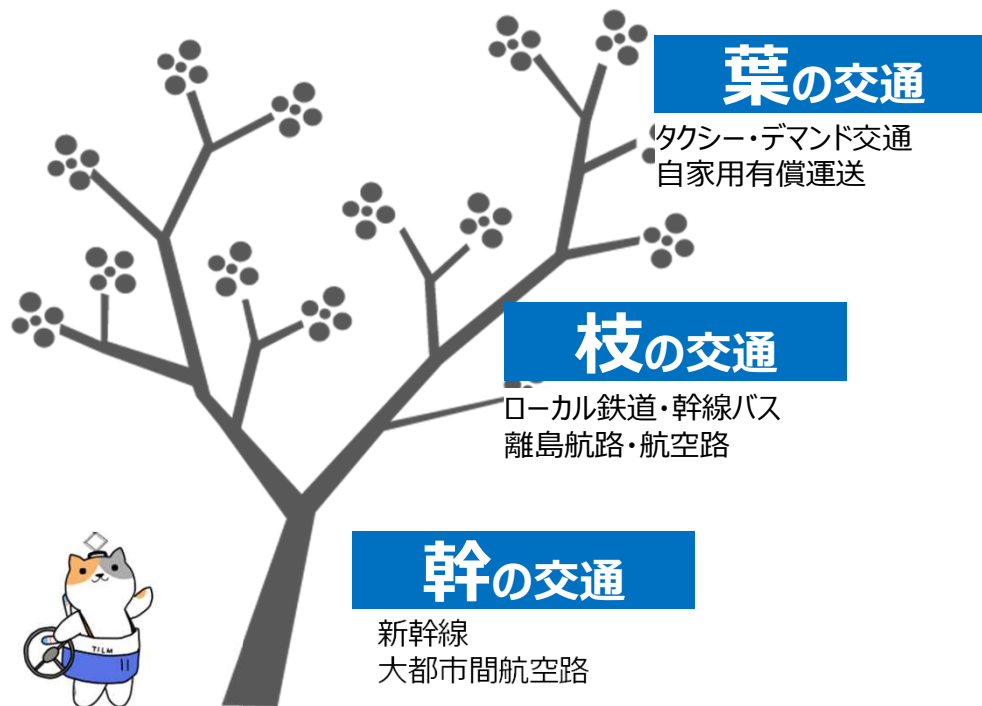 葉の交通
タクシー・デマンド交通
自家用有償運送
枝の交通
ローカル鉄道・幹線バス
離島航路・航空路
幹の交通
新幹線
大都市間航空路
TILM